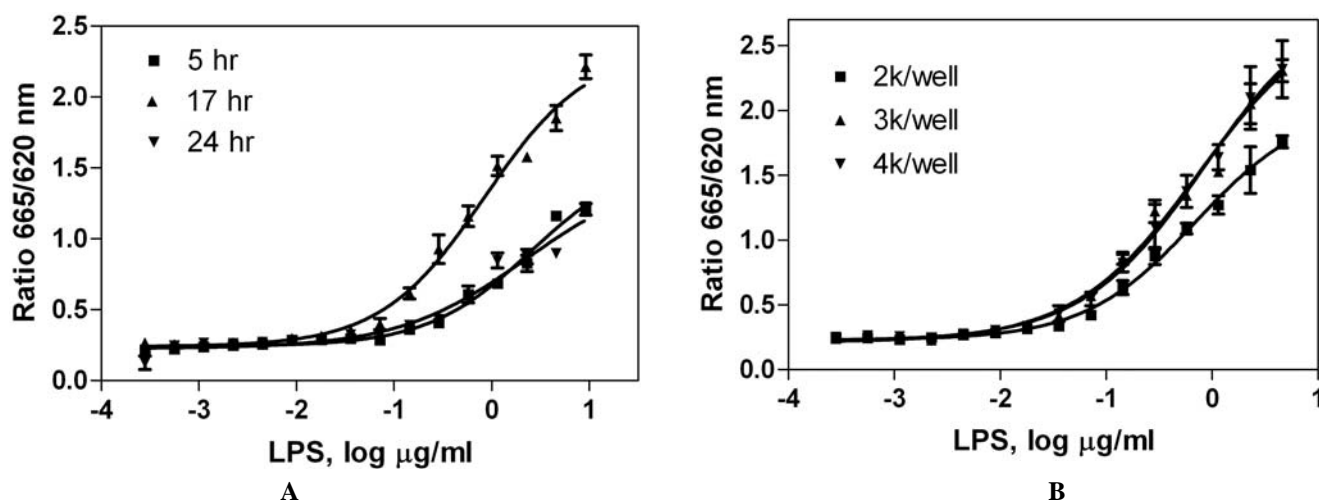 Ratio 665/620 nm
2.5
2.0
1.5
1.0
0.5
0.0
5 hr
17 hr
24 hr
-4
-3
-2
-1
0
1
LPS, log μg/ml
A
Ratio 665/620 nm
2.5
2.0
1.5
1.0
0.5
0.0
2k/well
3k/well
4k/well
-4
-3
-2
-1
0
1
LPS, log μg/ml
B